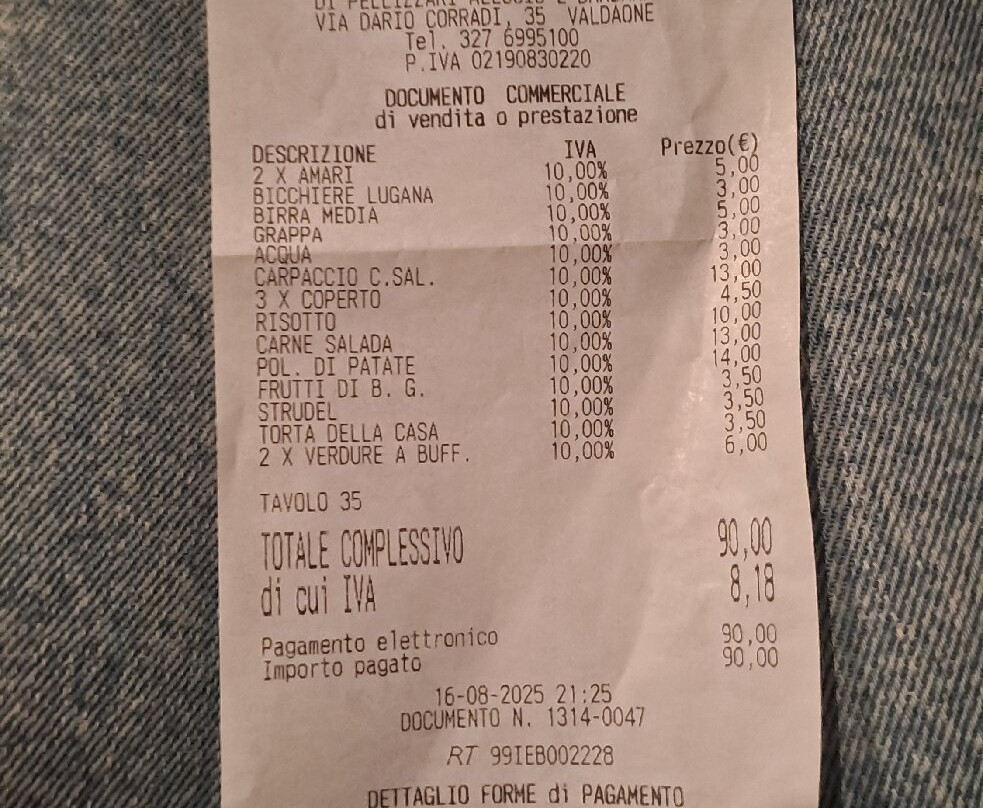 VIA DARIO CORRADI, 35 VALDAONE
Tel. 327 6995100
P.IVA 02190830220
DOCUMENTO COMMERCIALE
di vendita o prestazione
DESCRIZIONE IVA Prezzo(€)
2 X AMARI 10,00% 5,00
BICCHIERE LUGANA 10,00% 3,00
BIRRA MEDIA 10,00% 5,00
GRAPPA 10,00% 3,00
ACQUA 10,00% 3,00
CARPACCIO C.SAL. 10,00% 13,00
3 X COPERTO 10,00% 4,50
RISOTTO 10,00% 10,00
CARNE SALADA 10,00% 13,00
POL. DI PATATE 10,00% 14,00
FRUTTI DI B. G. 10,00% 3,50
STRUDEL 10,00% 3,50
TORTA DELLA CASA 10,00% 3,50
2 X VERDURE A BUFF. 10,00% 6,00
TAVOLO 35
TOTALE COMPLESSIVO 90,00
di cui IVA 8,18
Pagamento elettronico 90,00
Importo pagato 90,00
16-08-2025 21:25
DOCUMENTO N. 1314-0047
RT 99IEB002228
DETTAGLIO FORME di PAGAMENTO